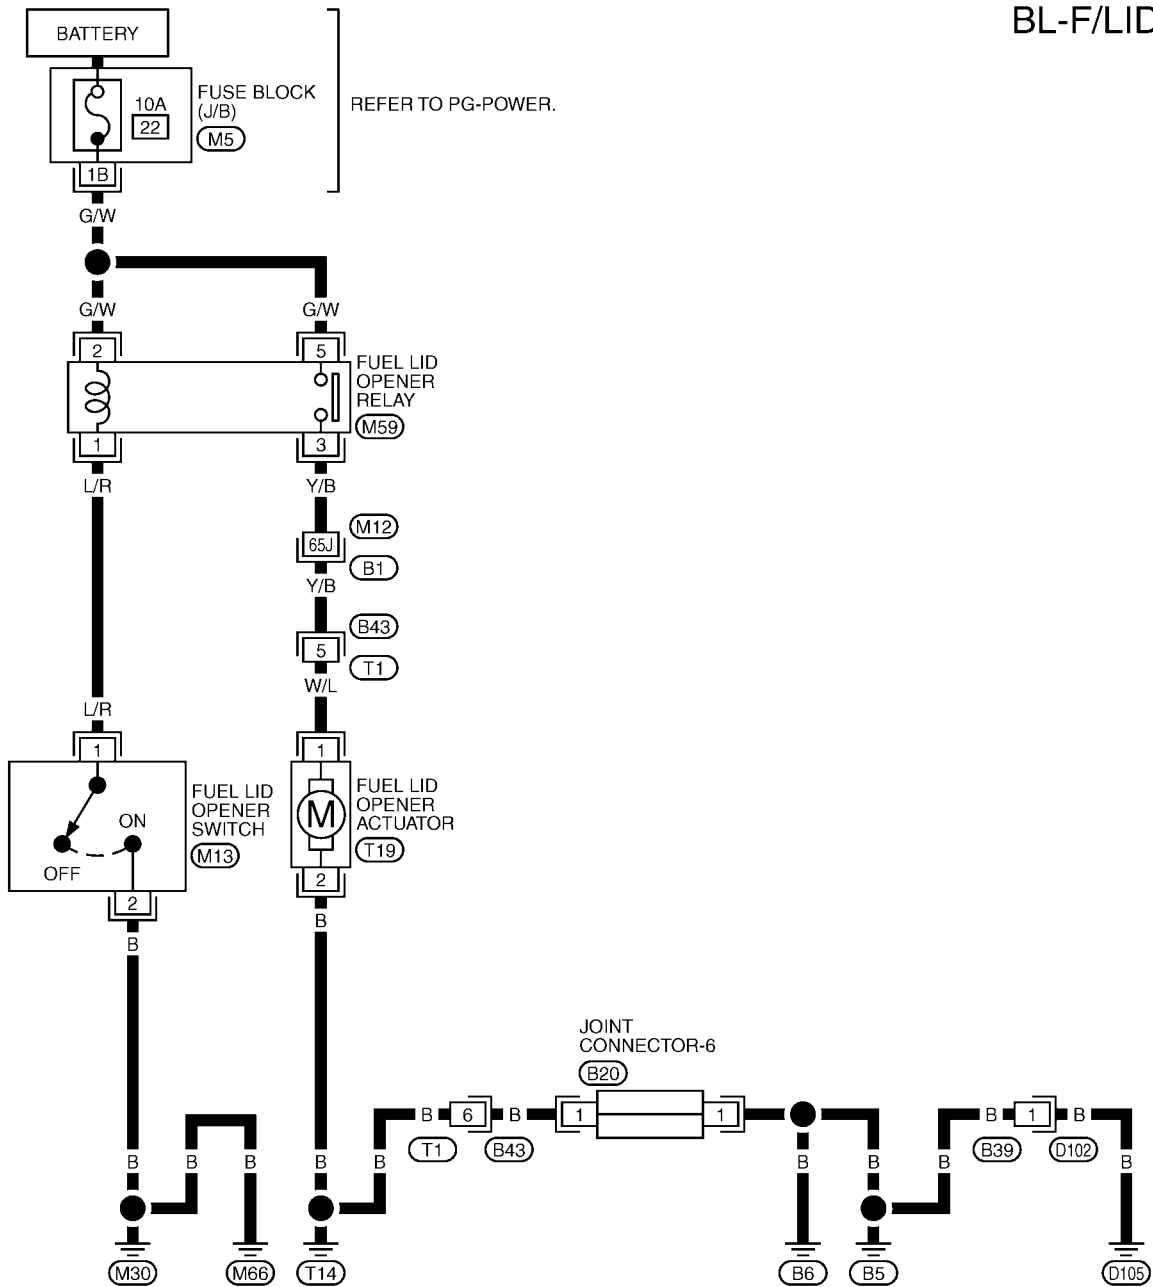 BL-F/LID
BATTERY
FUSE BLOCK
(J/B)
10A
22
M5
REFER TO PG-POWER.
1B
G/W
G/W
G/W
2
5
FUEL LID
OPENER
RELAY
M59
1
3
L/R
Y/B
M12
65J
B1
Y/B
B43
5
T1
W/L
L/R
1
1
FUEL LID
OPENER
SWITCH
M13
ON
OFF
FUEL LID
OPENER
ACTUATOR
T19
M
2
2
B
B
JOINT
CONNECTOR-6
B20
B
6
B
1
1
B
1
B
T1
B43
B39
D102
B
B
B
B
B
B
B
B
B
M30
M66
T14
B6
B5
D105